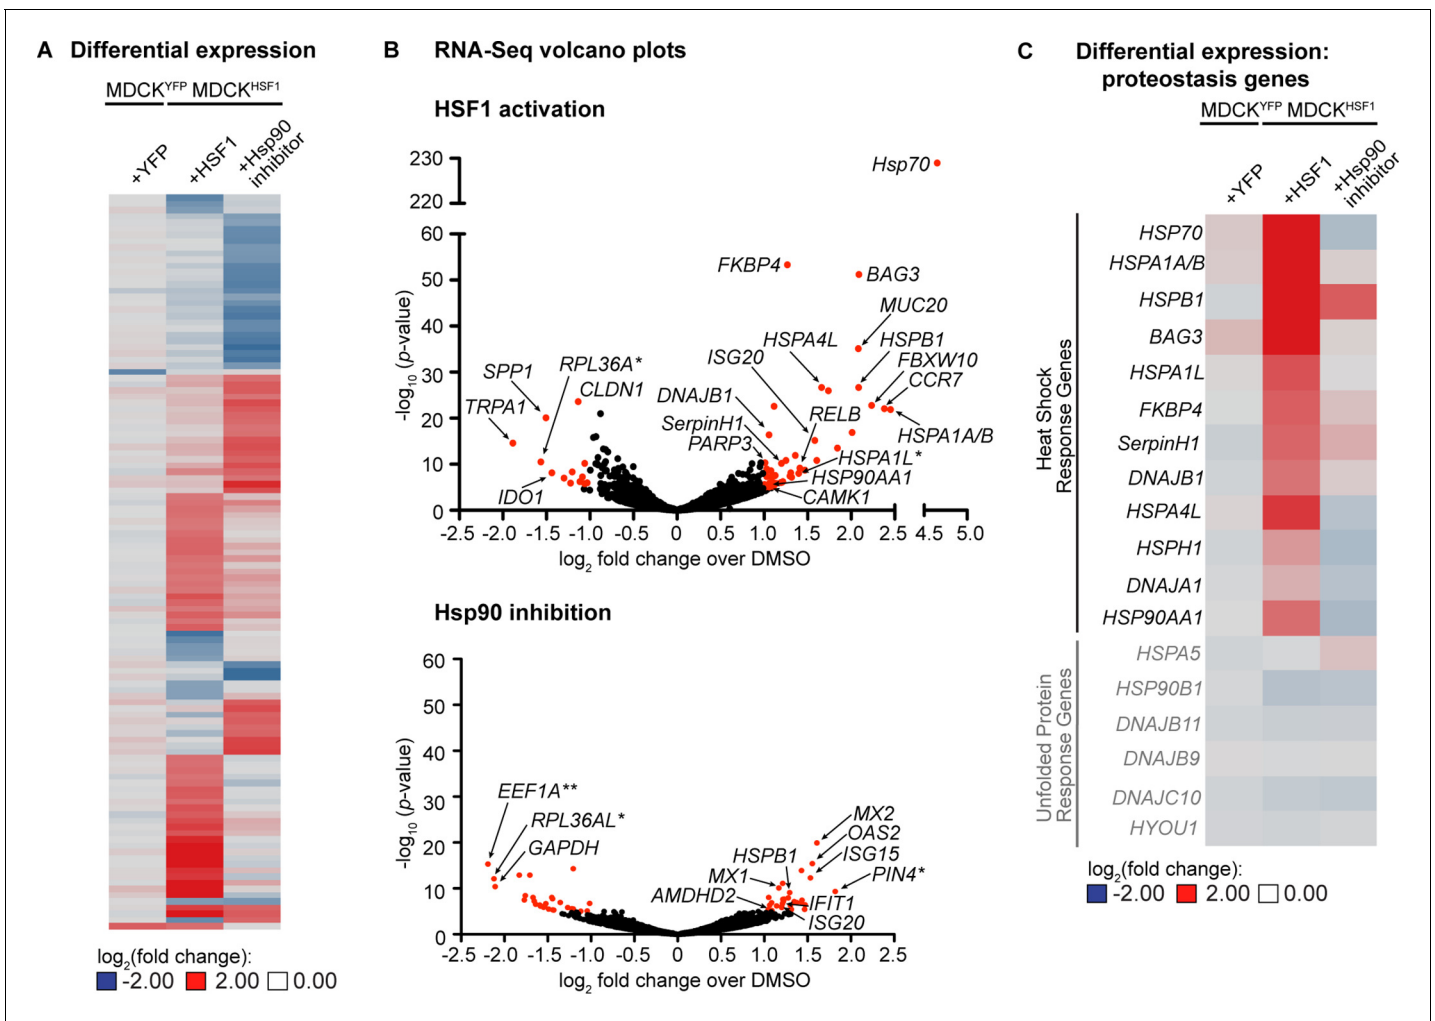 A Differential expression
MDCKYFP MDCKHSF1
+YFP
+HSF1
+Hsp90
inhibitor
log2(fold change):
-2.00 2.00 0.00
B RNA-Seq volcano plots
HSF1 activation
230
220
60
50
40
30
20
10
0
-log10 (p-value)
Hsp70
FKBP4
BAG3
MUC20
HSPA4L
HSPB1
ISG20
FBXW10
CCR7
RPL36A*
SPP1
CLDN1
TRPA1
DNAJB1
SerpinH1
RELB
HSPA1A/B
PARP3
HSPA1L*
HSP90AA1
IDO1
CAMK1
-2.5 -2.0 -1.5 -1.0 -0.5 0 0.5 1.0 1.5 2.0 2.5 4.5 5.0
log2 fold change over DMSO
Hsp90 inhibition
60
50
40
30
20
10
0
-log10 (p-value)
EEF1A**
RPL36AL*
GAPDH
MX2
OAS2
HSPB1
ISG15
MX1
PIN4*
AMDHD2
IFIT1
ISG20
-2.5 -2.0 -1.5 -1.0 -0.5 0 0.5 1.0 1.5 2.0 2.5
log2 fold change over DMSO
C Differential expression:
proteostasis genes
MDCKYFP MDCKHSF1
+YFP
+HSF1
+Hsp90
inhibitor
Heat Shock
Response Genes
HSP70
HSPA1A/B
HSPB1
BAG3
HSPA1L
FKBP4
SerpinH1
DNAJB1
HSPA4L
HSPH1
DNAJA1
HSP90AA1
Unfolded Protein
Response Genes
HSPA5
HSP90B1
DNAJB11
DNAJB9
DNAJC10
HYOU1
log2(fold change):
-2.00 2.00 0.00